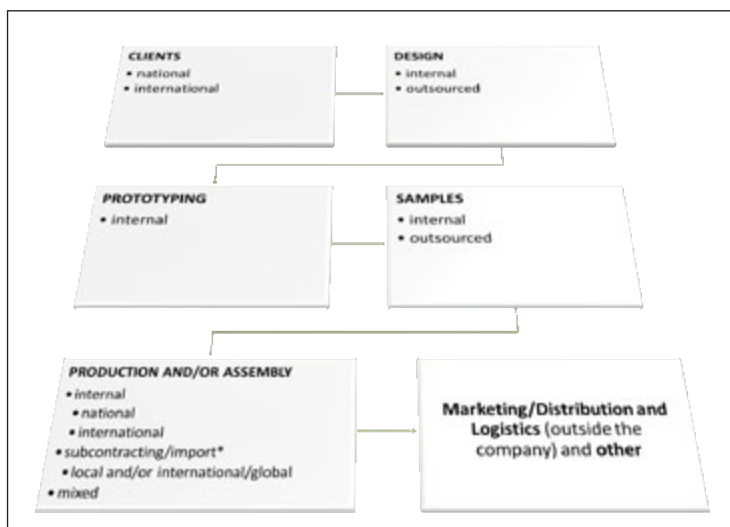 CLIENTS
• national
• international
DESIGN
• internal
• outsourced
PROTOTYPING
• internal
SAMPLES
• internal
• outsourced
PRODUCTION AND/OR ASSEMBLY
• internal
• national
• international
• subcontracting/import*
• local and/or international/global
• mixed
Marketing/Distribution and
Logistics (outside the
company) and other